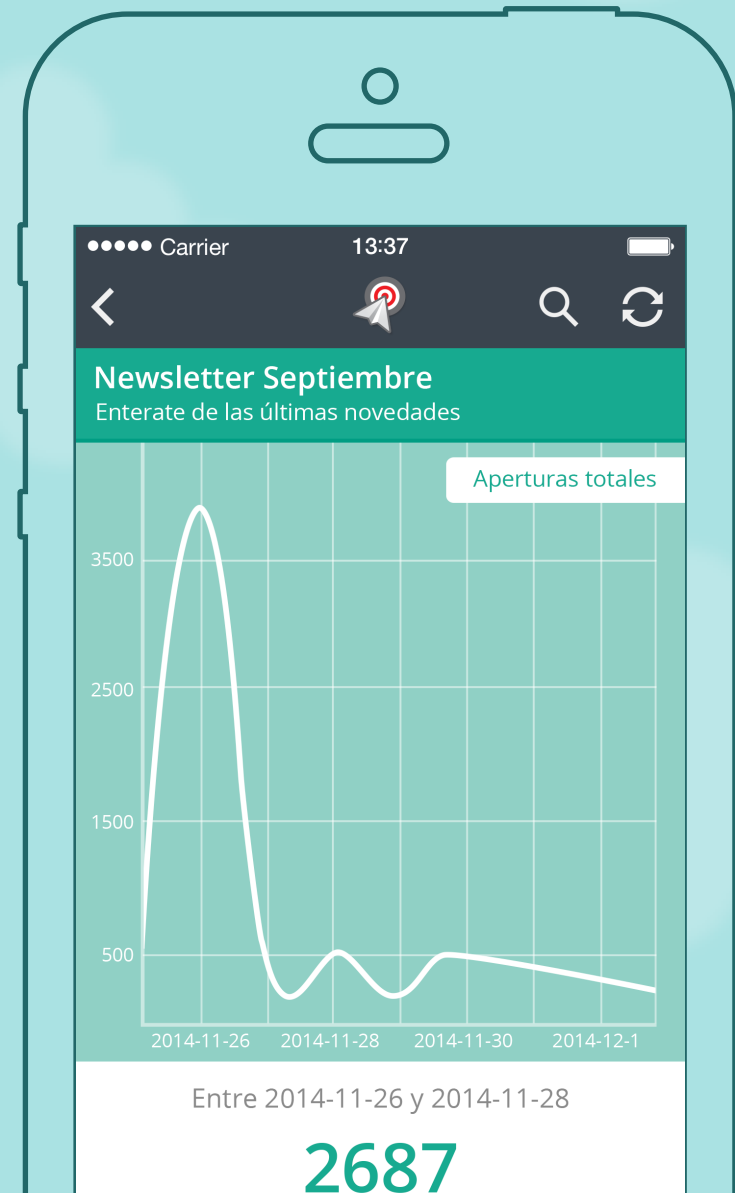 Carrier 13:37
Newsletter Septiembre
Enterate de las últimas novedades
Aperturas totales
3500
2500
1500
500
2014-11-26 2014-11-28 2014-11-30 2014-12-1
Entre 2014-11-26 y 2014-11-28
2687